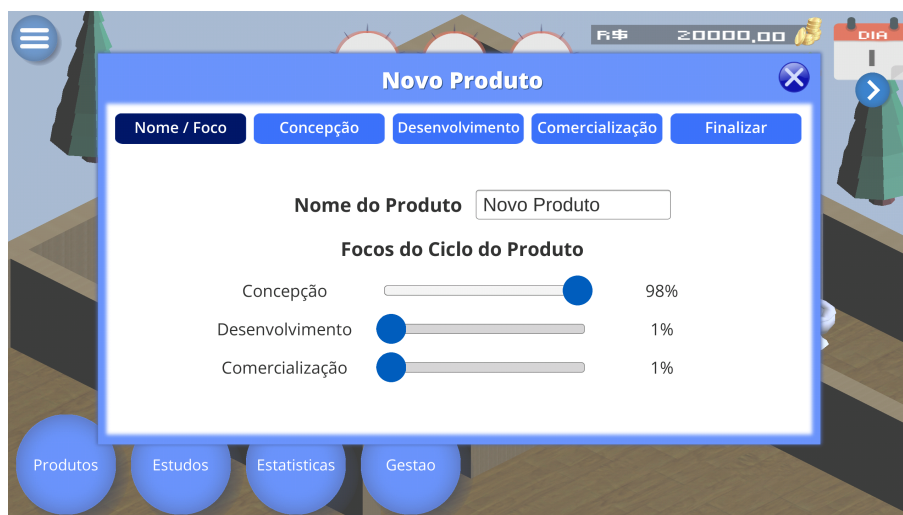 R$ 20000,00
DIA
1
Novo Produto
Nome / Foco
Concepção
Desenvolvimento
Comercialização
Finalizar
Nome do Produto
Novo Produto
Focos do Ciclo do Produto
Concepção 98%
Desenvolvimento 1%
Comercialização 1%
Produtos
Estudos
Estatisticas
Gestao